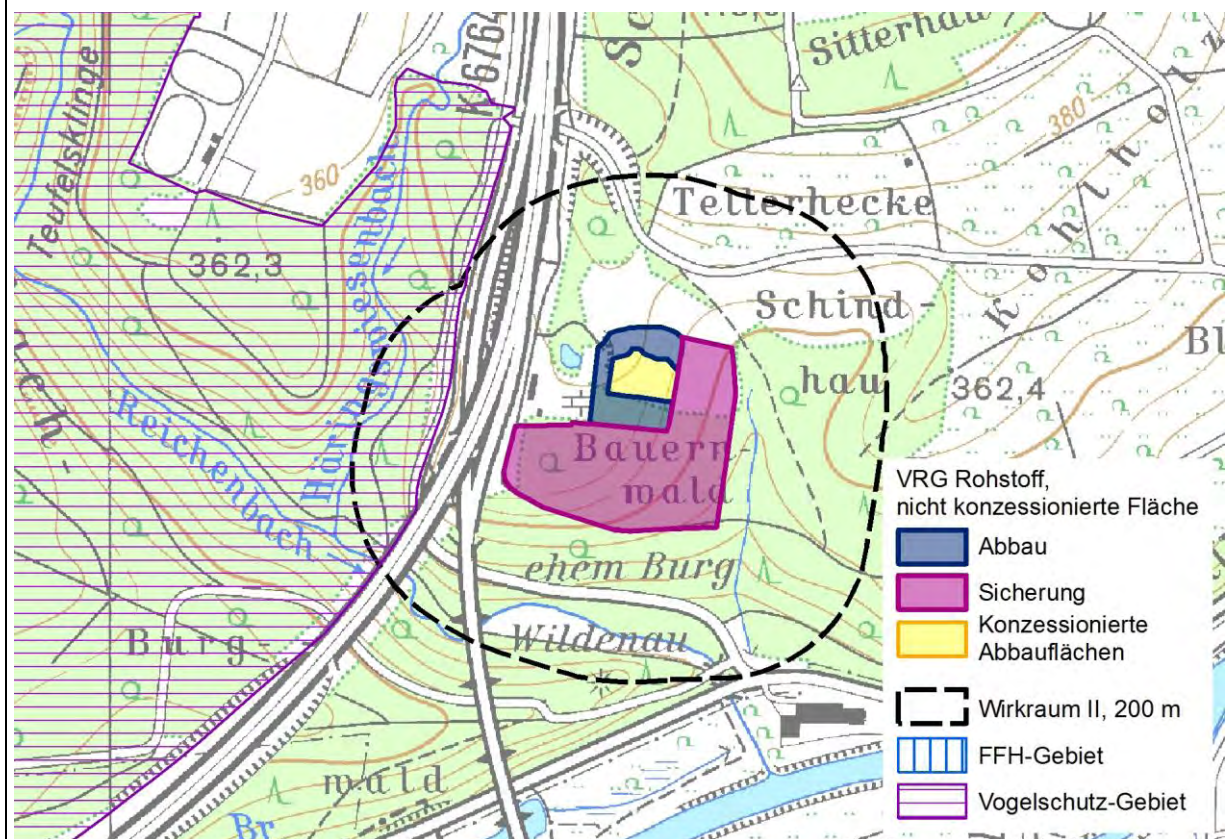 K 6764
Sitterhau
380
Teufelsklinge
360
Höringswiesenbach
362,3
Tellerhecke
Kohlholz
Schind-
hau
Bl
362,4
Reichenbach
Bauern-
wald
ehem Burg
Wildenau
Burg-
wald
Br
VRG Rohstoff,
nicht konzessionierte Fläche
Abbau
Sicherung
Konzessionierte
Abbauflächen
Wirkraum II, 200 m
FFH-Gebiet
Vogelschutz-Gebiet